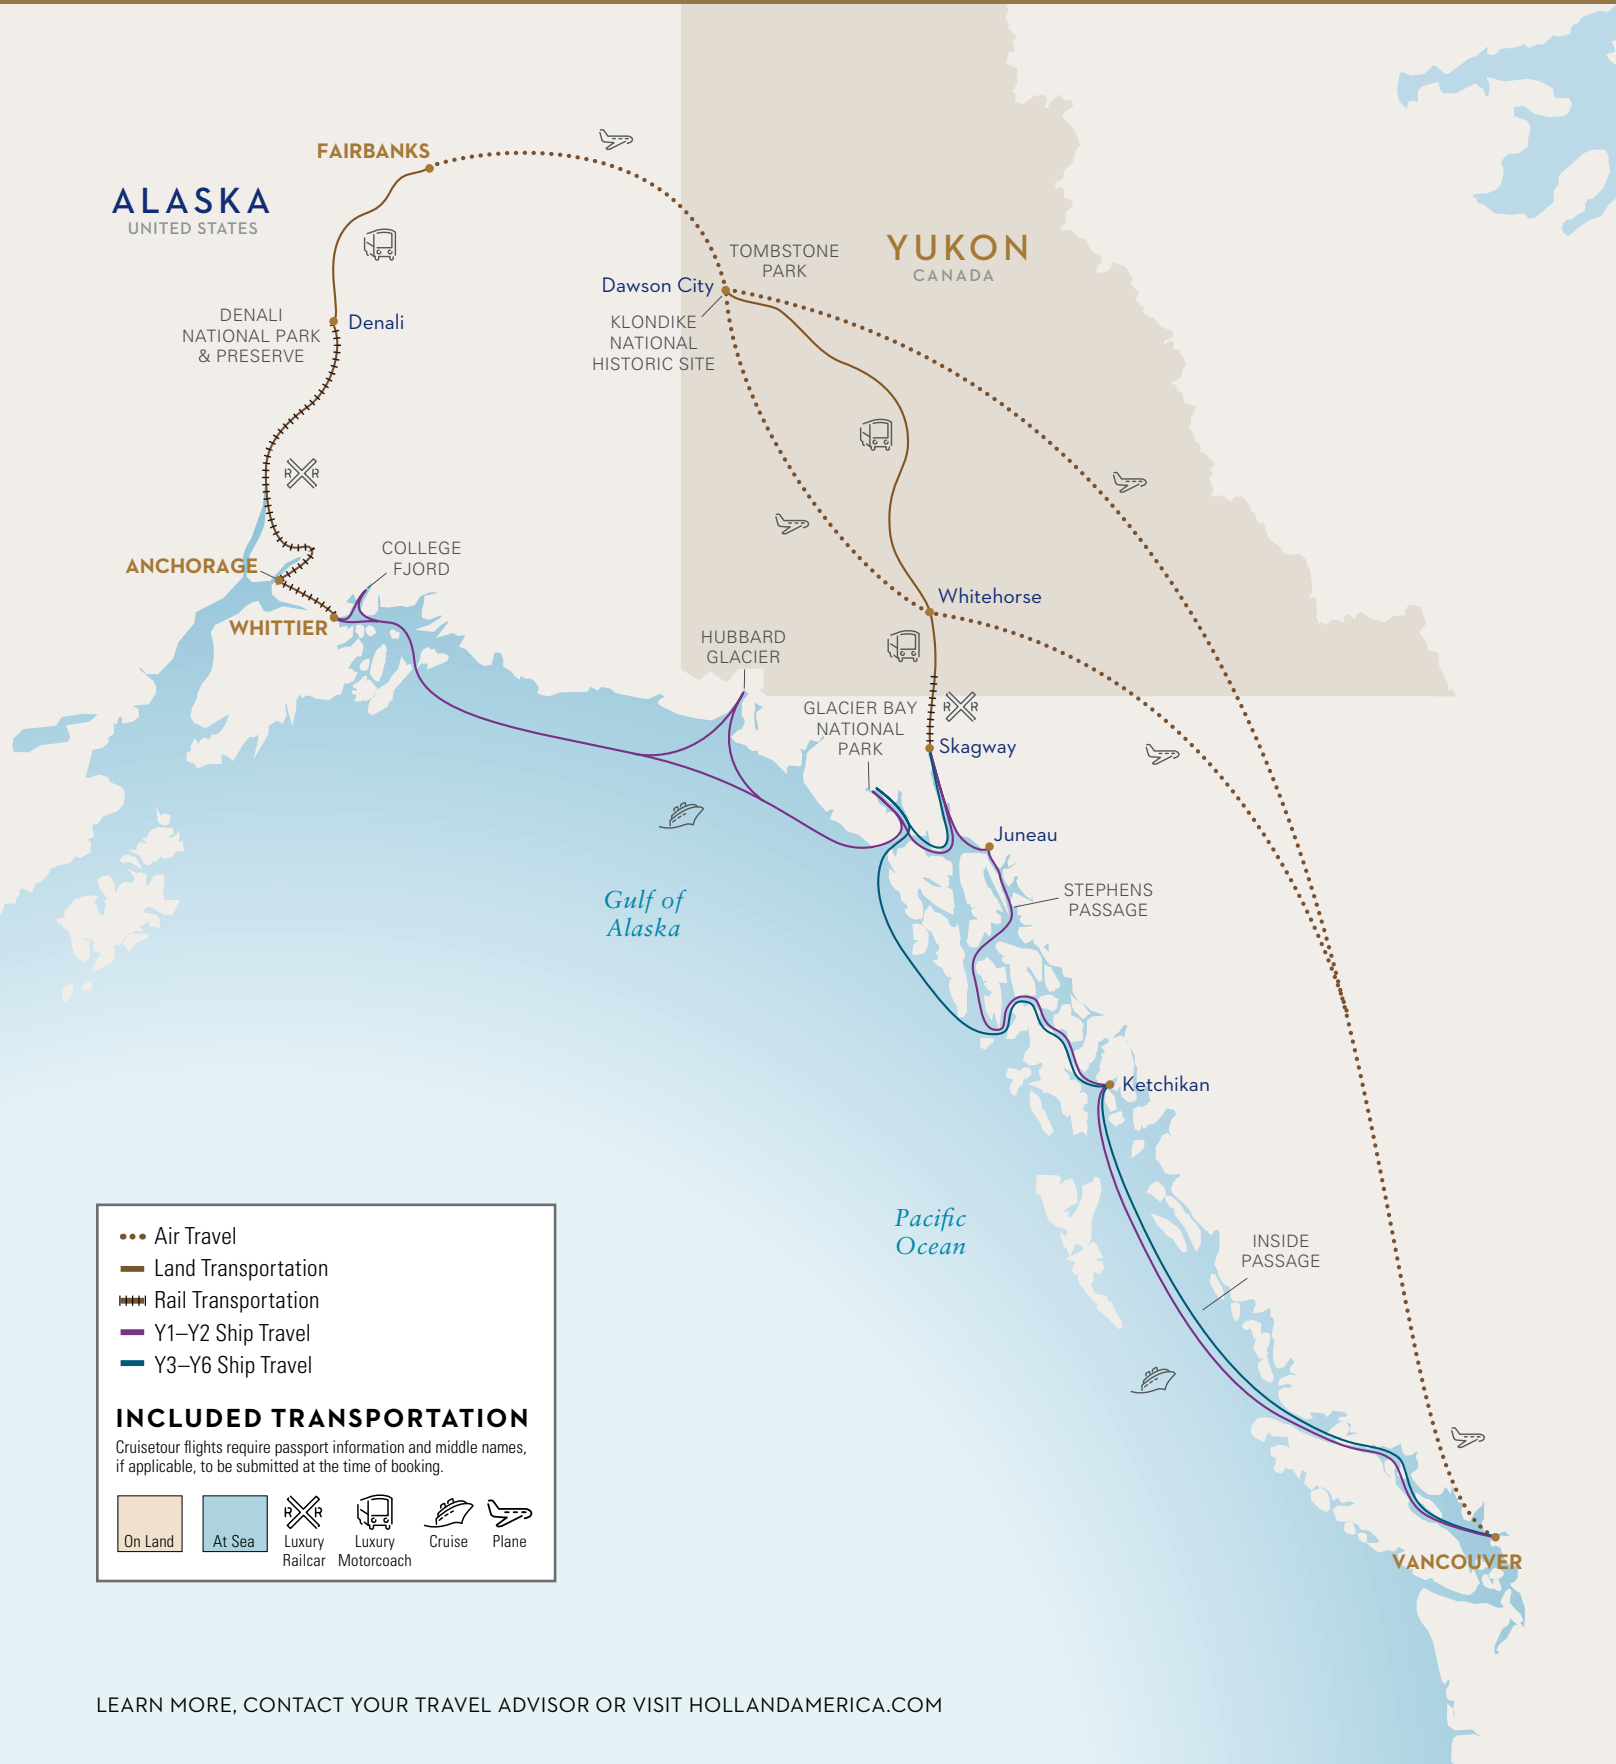 FAIRBANKS
ALASKA
UNITED STATES
TOMBSTONE
PARK
YUKON
CANADA
Dawson City
KLONDIKE
NATIONAL
HISTORIC SITE
DENALI
NATIONAL PARK
& PRESERVE
Denali
R R
ANCHORAGE
COLLEGE
FJORD
WHITTIER
Whitehorse
HUBBARD
GLACIER
GLACIER BAY
NATIONAL
PARK
R R
Skagway
Juneau
STEPHENS
PASSAGE
Gulf of
Alaska
Ketchikan
Pacific
Ocean
INSIDE
PASSAGE
VANCOUVER
Air Travel
Land Transportation
Rail Transportation
Y1–Y2 Ship Travel
Y3–Y6 Ship Travel
INCLUDED TRANSPORTATION
Cruisetour flights require passport information and middle names,
if applicable, to be submitted at the time of booking.
On Land
At Sea
R R
Luxury
Railcar
Luxury
Motorcoach
Cruise
Plane
LEARN MORE, CONTACT YOUR TRAVEL ADVISOR OR VISIT HOLLANDAMERICA.COM